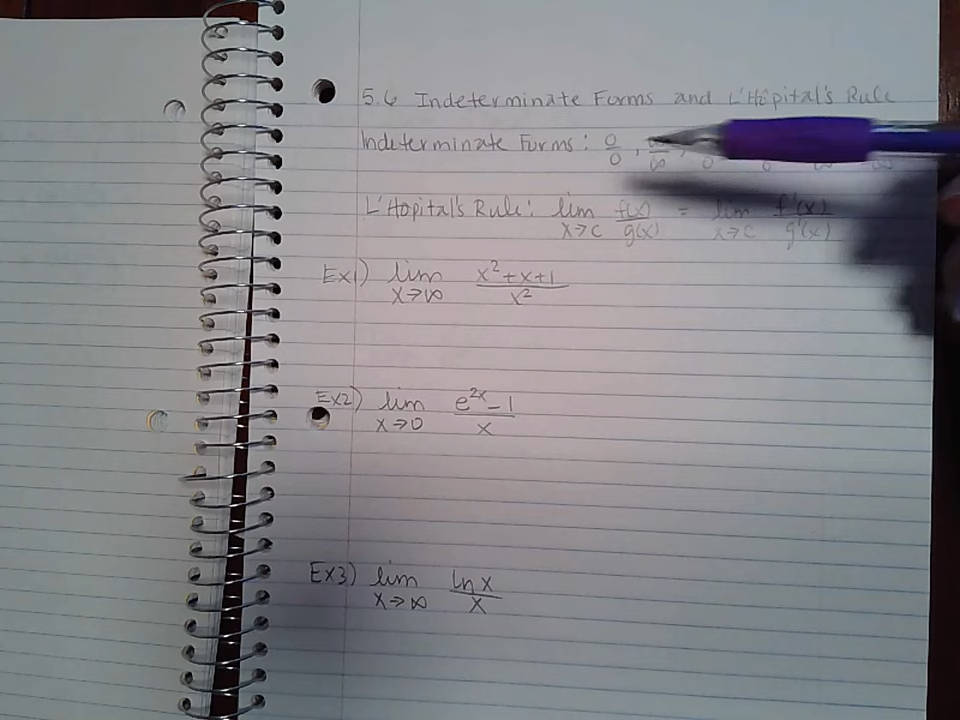 5.6 Indeterminate Forms and L'Hôpital's Rule
Indeterminate Forms: 0/0, ∞/∞,
L'Hôpital's Rule: lim x→c f(x)/g(x) = lim x→c f'(x)/g'(x)
Ex1) lim x→∞ x²+x+1/x²
Ex2) lim x→0 e²ˣ-1/x
Ex3) lim x→∞ ln x/x